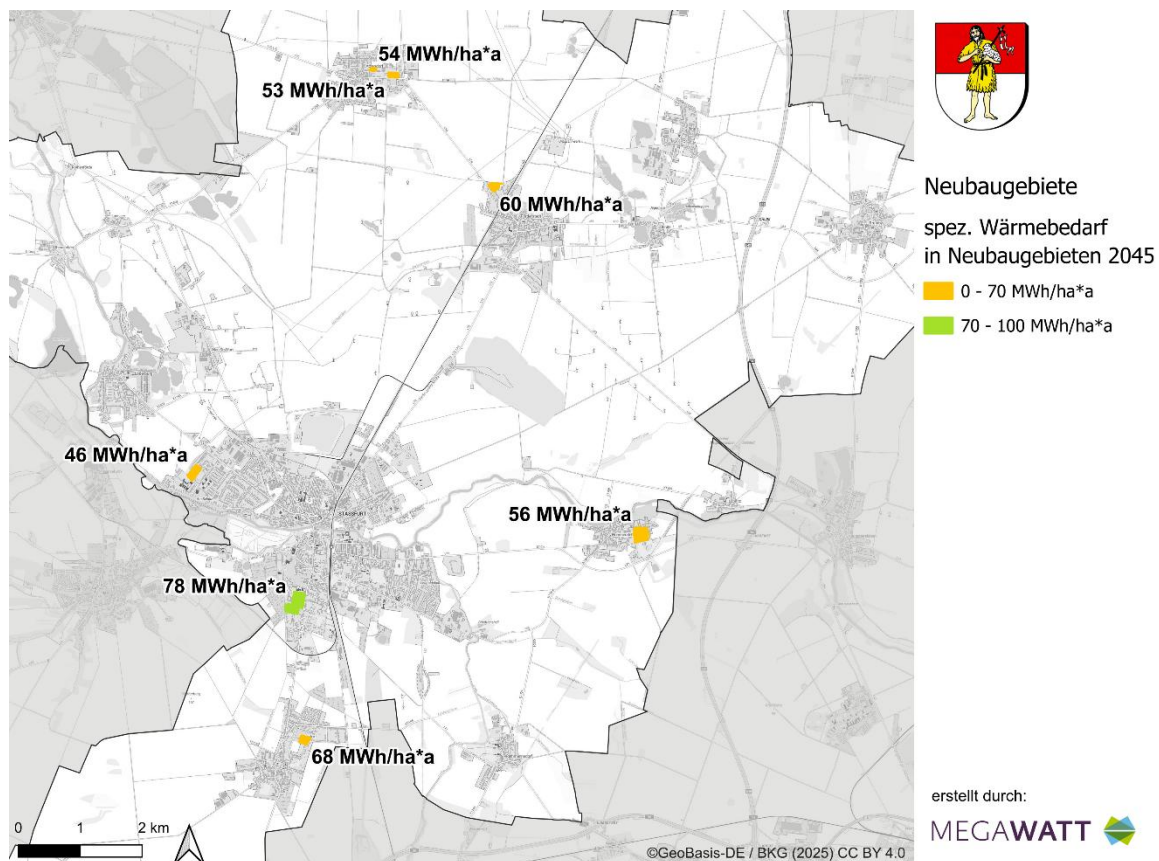 54 MWh/ha*a
53 MWh/ha*a
60 MWh/ha*a
46 MWh/ha*a
STASSFURT
56 MWh/ha*a
78 MWh/ha*a
68 MWh/ha*a
0 1 2 km
©GeoBasis-DE / BKG (2025) CC BY 4.0
Neubaugebiete
spez. Wärmebedarf
in Neubaugebieten 2045
0 - 70 MWh/ha*a
70 - 100 MWh/ha*a
erstellt durch:
MEGAWATT